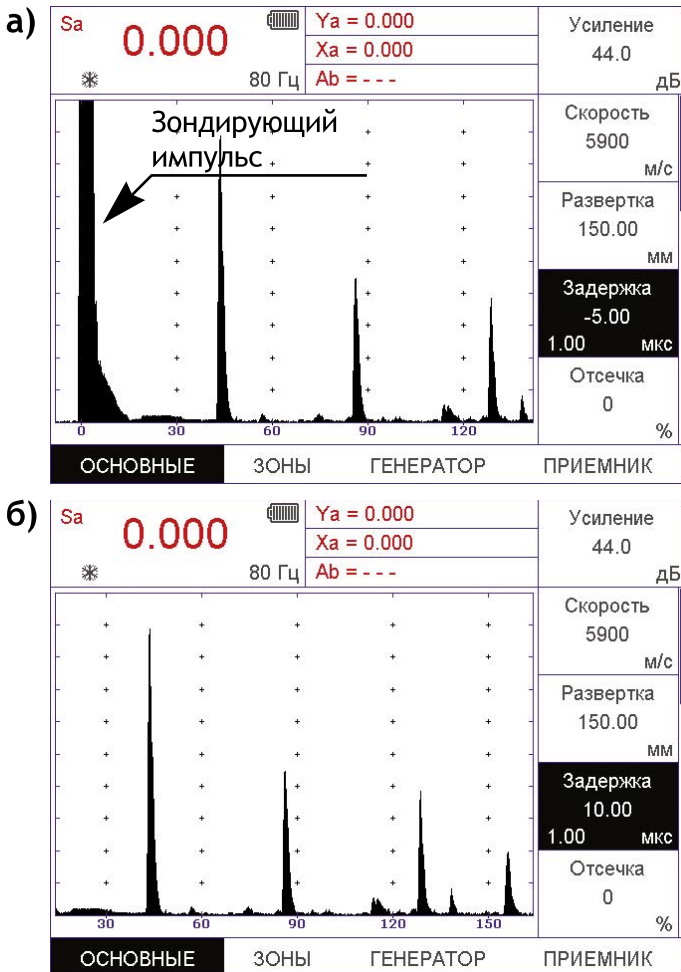 а)
Sa
0.000
80 Гц
Ya = 0.000
Xa = 0.000
Ab = - - -
Усиление
44.0
дБ
Зондирующий
импульс
0 30 60 90 120
Скорость
5900
м/с
Развертка
150.00
мм
Задержка
-5.00
1.00 мкс
Отсечка
0
%
ОСНОВНЫЕ ЗОНЫ ГЕНЕРАТОР ПРИЕМНИК
б)
Sa
0.000
80 Гц
Ya = 0.000
Xa = 0.000
Ab = - - -
Усиление
44.0
дБ
30 60 90 120 150
Скорость
5900
м/с
Развертка
150.00
мм
Задержка
10.00
1.00 мкс
Отсечка
0
%
ОСНОВНЫЕ ЗОНЫ ГЕНЕРАТОР ПРИЕМНИК